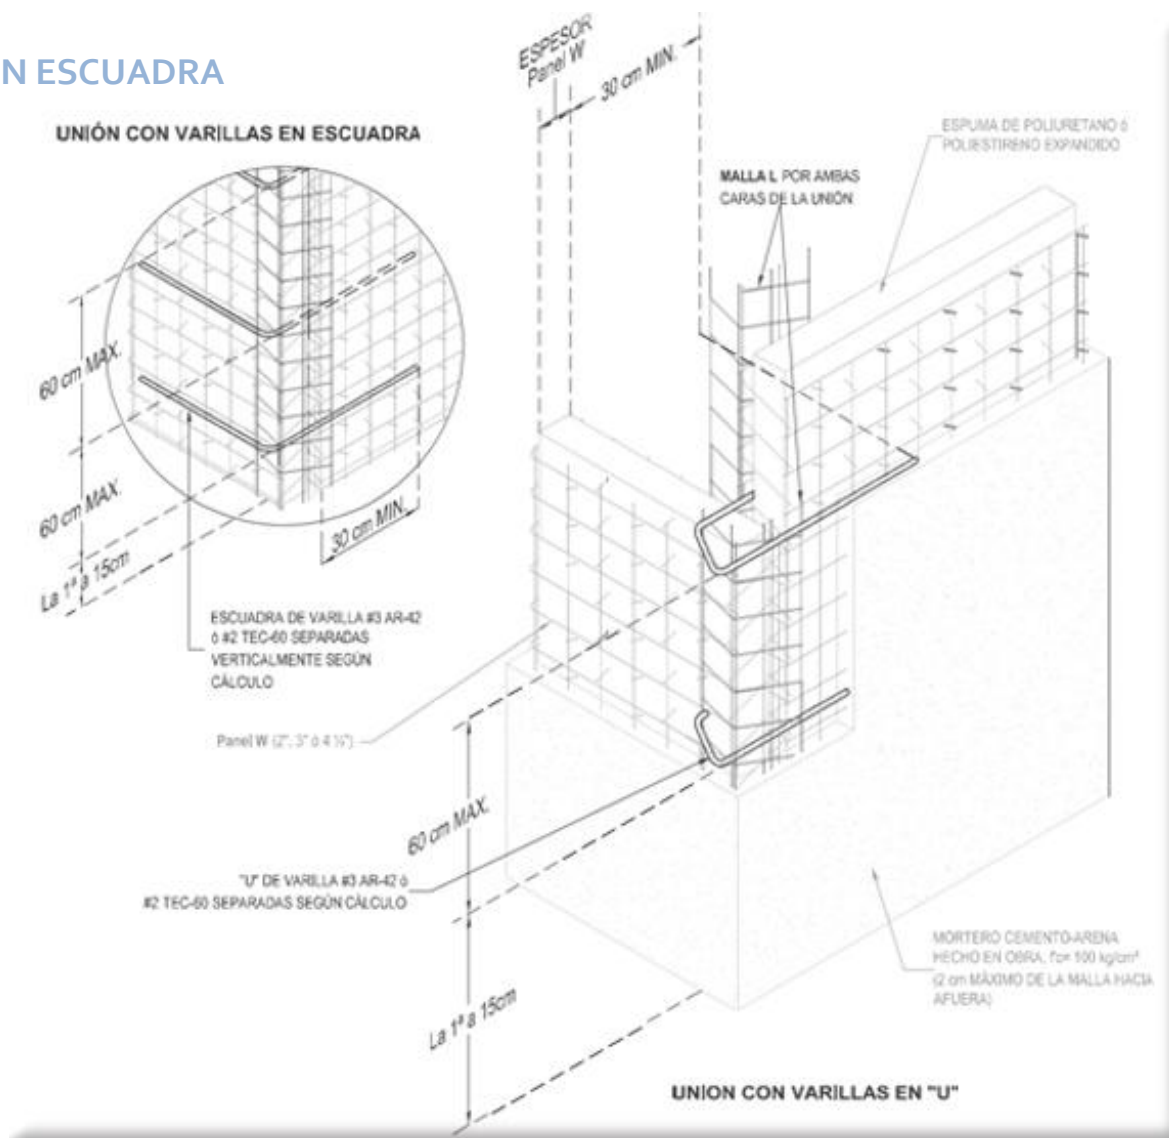 N ESCUADRA
UNIÓN CON VARILLAS EN ESCUADRA
ESPESOR
Panel W
30 cm MIN.
ESPUMA DE POLIURETANO ó
POLIESTIRENO EXPANDIDO
MALLA L POR AMBAS
CARAS DE LA UNIÓN
60 cm MAX.
60 cm MAX.
La 1ª a 15cm
30 cm MIN.
ESCUADRA DE VARILLA #3 AR-42
ó #2 TEC-60 SEPARADAS
VERTICALMENTE SEGÚN
CÁLCULO
Panel W (2", 3" ó 4 ½")
60 cm MAX.
"U" DE VARILLA #3 AR-42 ó
#2 TEC-60 SEPARADAS SEGÚN CÁLCULO
La 1ª a 15cm
MORTERO CEMENTO-ARENA
HECHO EN OBRA, f'c= 100 kg/cm²
(2 cm MÁXIMO DE LA MALLA HACIA
AFUERA)
UNION CON VARILLAS EN "U"